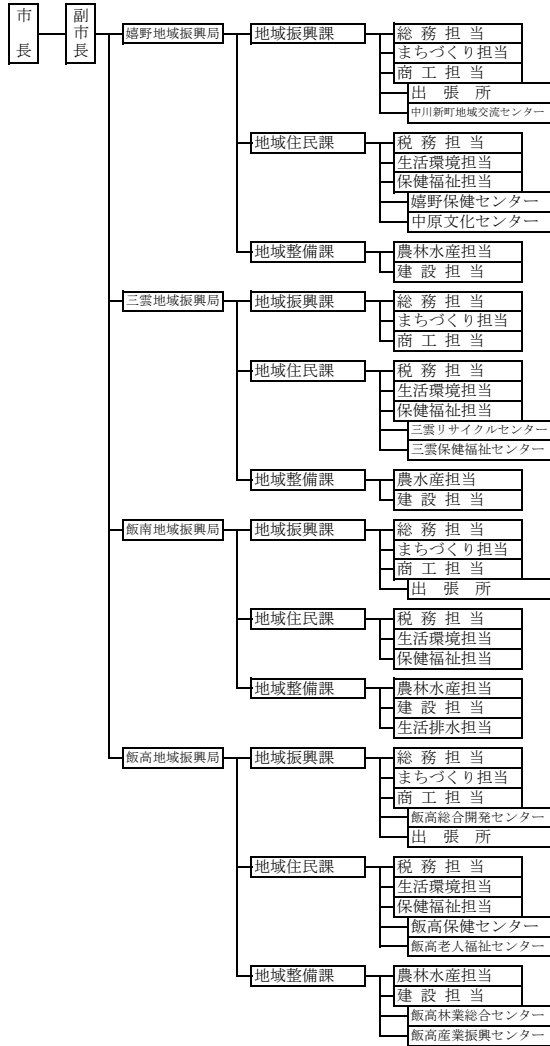 市長
副市長
嬉野地域振興局
地域振興課
総務担当
まちづくり担当
商工担当
出張所
中川新町地域交流センター
地域住民課
税務担当
生活環境担当
保健福祉担当
嬉野保健センター
中原文化センター
地域整備課
農林水産担当
建設担当
三雲地域振興局
地域振興課
総務担当
まちづくり担当
商工担当
地域住民課
税務担当
生活環境担当
保健福祉担当
三雲リサイクルセンター
三雲保健福祉センター
地域整備課
農水産担当
建設担当
飯南地域振興局
地域振興課
総務担当
まちづくり担当
商工担当
出張所
地域住民課
税務担当
生活環境担当
保健福祉担当
地域整備課
農林水産担当
建設担当
生活排水担当
飯高地域振興局
地域振興課
総務担当
まちづくり担当
商工担当
飯高総合開発センター
出張所
地域住民課
税務担当
生活環境担当
保健福祉担当
飯高保健センター
飯高老人福祉センター
地域整備課
農林水産担当
建設担当
飯高林業総合センター
飯高産業振興センター